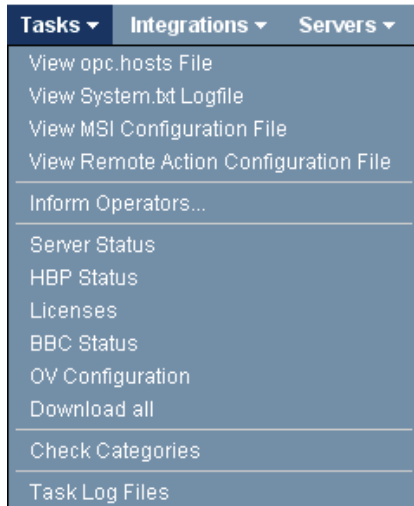 Tasks ▾ Integrations ▾ Servers ▾
View opc.hosts File
View System.txt Logfile
View MSI Configuration File
View Remote Action Configuration File
Inform Operators...
Server Status
HBP Status
Licenses
BBC Status
OV Configuration
Download all
Check Categories
Task Log Files